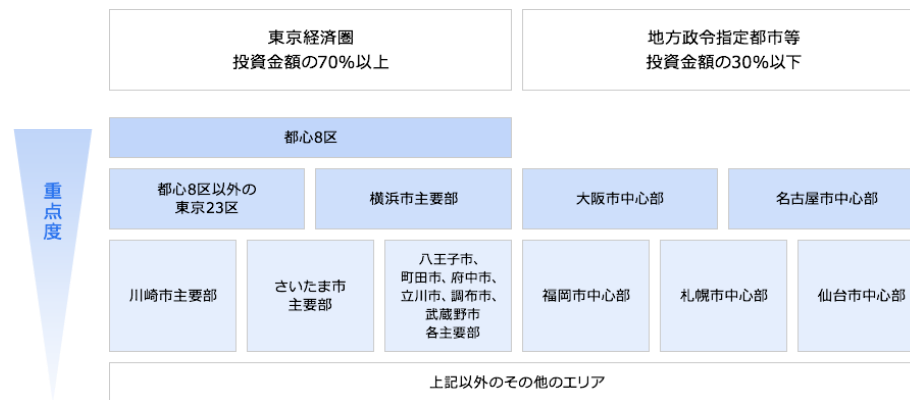 東京経済圏
投資金額の70%以上
地方政令指定都市等
投資金額の30%以下
重点度
都心8区
都心8区以外の
東京23区
横浜市主要部
大阪市中心部
名古屋市中心部
川崎市主要部
さいたま市
主要部
八王子市、
町田市、府中市、
立川市、調布市、
武蔵野市
各主要部
福岡市中心部
札幌市中心部
仙台市中心部
上記以外のその他のエリア